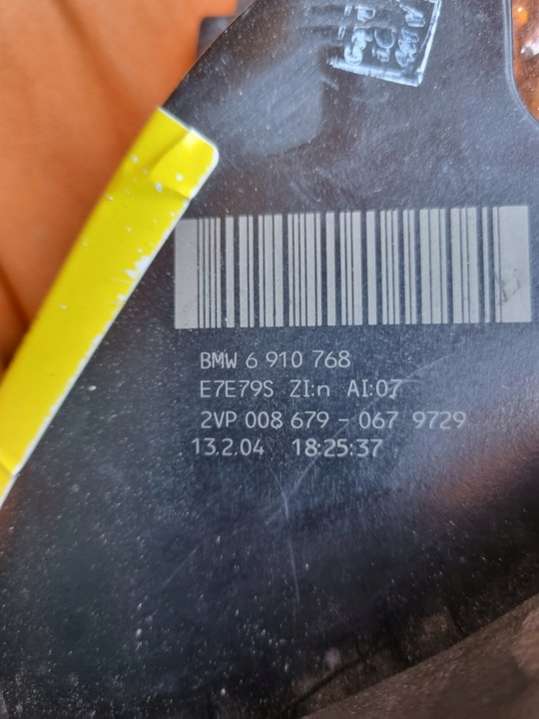 BMW 6 910 768
E7E79S ZI:n AI:07
2VP 008 679 - 067 9729
13.2.04 18:25:37